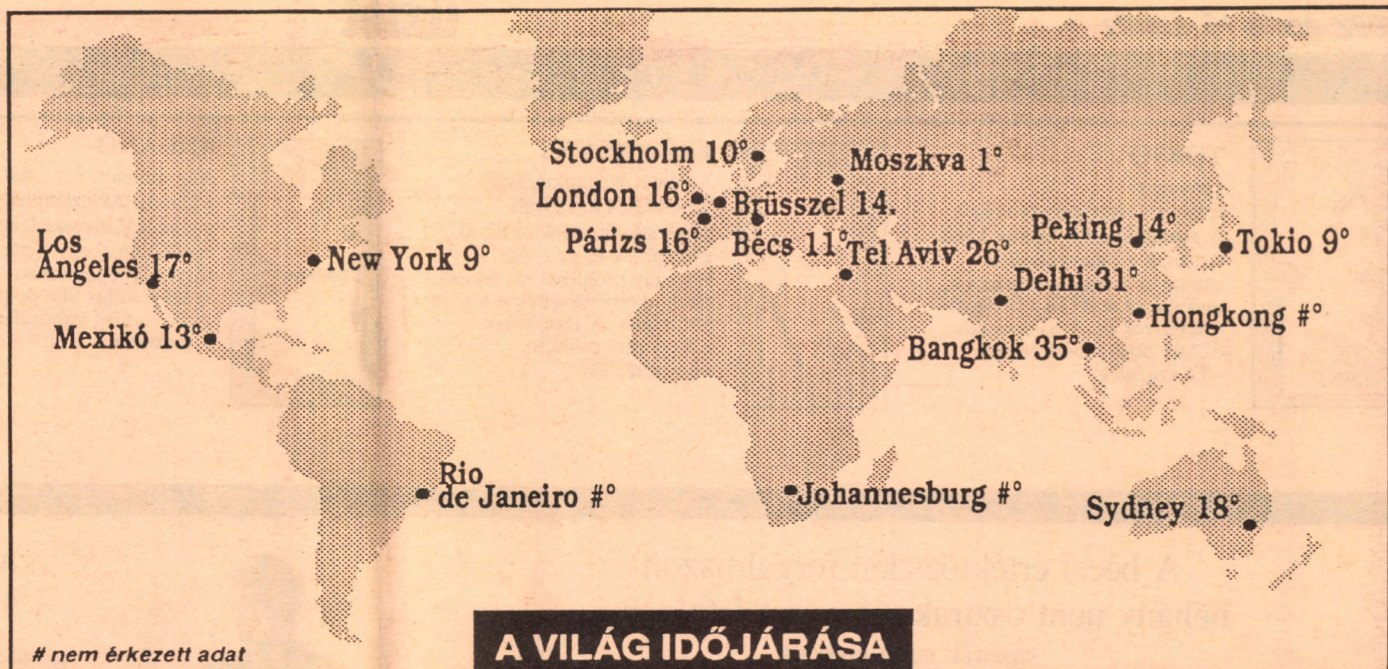 Stockholm 10°
Moszkva 1°
London 16°
Brüsszel 14.
Párizs 16°
Bécs 11°
Tel Aviv 26°
Peking 14°
Tokio 9°
Los
Angeles 17°
New York 9°
Delhi 31°
Mexikó 13°
Hongkong #°
Bangkok 35°
Rio
de Janeiro #°
Johannesburg #°
Sydney 18°
# nem érkezett adat
A VILÁG IDŐJÁRÁSA